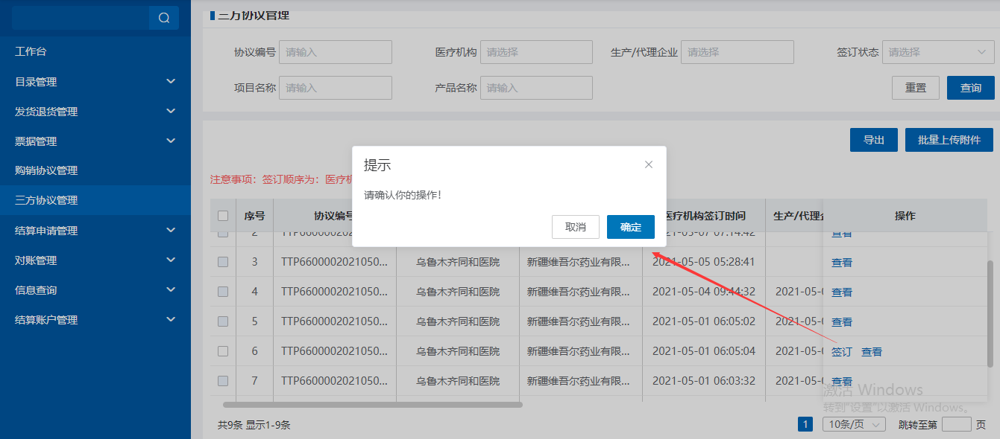 三方协议管理
协议编号 请输入 医疗机构 请选择 生产/代理企业 请选择 签订状态 请选择
项目名称 请输入 产品名称 请输入 重置 查询
工作台
目录管理
发货退货管理
票据管理
购销协议管理
三方协议管理
结算申请管理
对账管理
信息查询
结算账户管理
导出 批量上传附件
注意事项：签订顺序为：医疗机
提示
请确认你的操作!
取消 确定
序号 协议编号 医疗机构签订时间 生产/代理企 操作
2 2021-05-07 07:14:42 查看
3 TTP6600002021050... 乌鲁木齐同和医院 新疆维吾尔药业有限... 2021-05-05 05:28:41 查看
4 TTP6600002021050... 乌鲁木齐同和医院 新疆维吾尔药业有限... 2021-05-04 09:44:32 2021-05-0 查看
5 TTP6600002021050... 乌鲁木齐同和医院 新疆维吾尔药业有限... 2021-05-01 06:05:02 2021-05-0 查看
6 TTP6600002021050... 乌鲁木齐同和医院 新疆维吾尔药业有限... 2021-05-01 06:05:04 2021-05-0 签订 查看
7 TTP6600002021050... 乌鲁木齐同和医院 新疆维吾尔药业有限... 2021-05-01 06:03:32 2021-05-0 查看
激活 Windows
转到"设置"以激活 Windows。
共9条 显示1-9条 1 10条/页 跳转至第 页